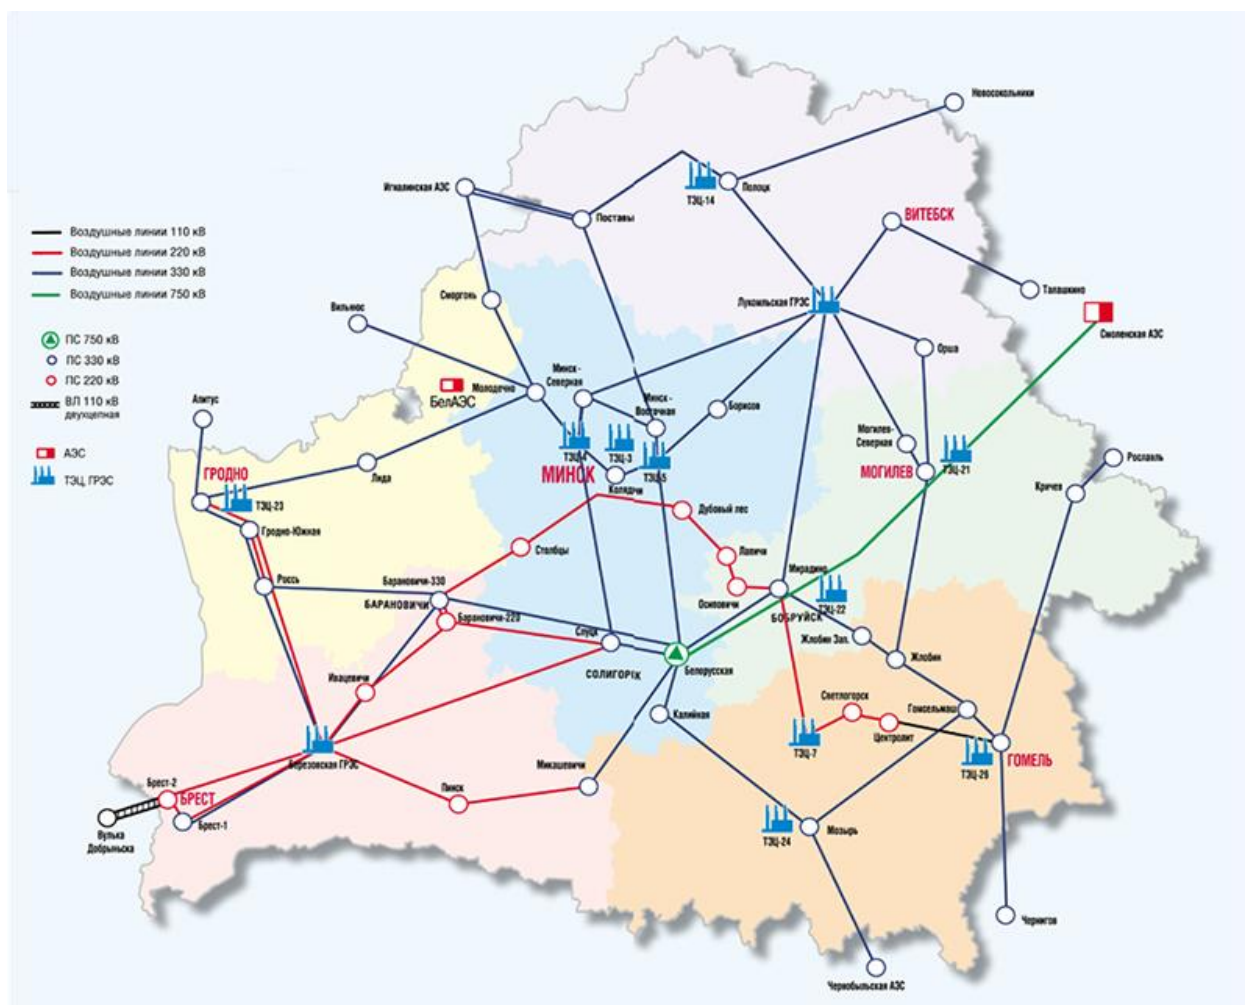 Новосокольники
Игналинская АЭС
ТЭЦ-14
Полоцк
Поставы
ВИТЕБСК
Воздушные линии 110 кВ
Воздушные линии 220 кВ
Воздушные линии 330 кВ
Воздушные линии 750 кВ
Талашкино
Сморгонь
Вильнюс
Лукомльская ГРЭС
Смоленская АЭС
ПС 750 кВ
ПС 330 кВ
ПС 220 кВ
ВЛ 110 кВ
двухцепная
АЭС
ТЭЦ, ГРЭС
Орша
Минск -
Северная
Молодечно
БелАЭС
Алитус
Минск -
Восточная
Борисов
Могилев-
Северная
ТЭЦ-4
ТЭЦ-3
ТЭЦ-5
ТЭЦ-21
Рославль
ГРОДНО
Лида
МИНСК
Колядичи
МОГИЛЕВ
Кричев
ТЭЦ-23
Дубовый лес
Гродно-Южная
Столбцы
Лапичи
Россь
Барановичи-330
БАРАНОВИЧИ
Мирадино
Осиповичи
ТЭЦ-22
БОБРУЙСК
Барановичи-220
Слуцк
Жлобин Зап.
СОЛИГОРІК
Белорусская
Жлобин
Ивацевичи
Светлогорск
Гомсельмаш
Калийная
Центролит
ТЭЦ-7
Березовская ГРЭС
Микашевичи
ТЭЦ-26
ГОМЕЛЬ
Брест-2
БРЕСТ
Пинск
Вулька
Добрыньска
Брест-1
ТЭЦ-24
Мозырь
Чернигов
Чернобыльская АЭС